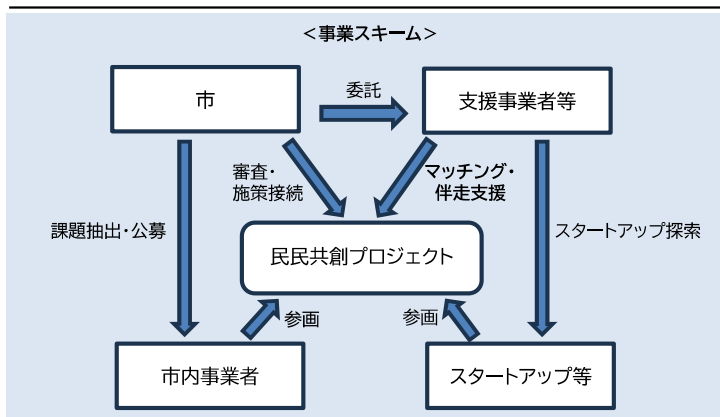 ＜事業スキーム＞
市
委託
支援事業者等
審査・
施策接続
マッチング・
伴走支援
課題抽出・公募
スタートアップ探索
民民共創プロジェクト
参画
参画
市内事業者
スタートアップ等